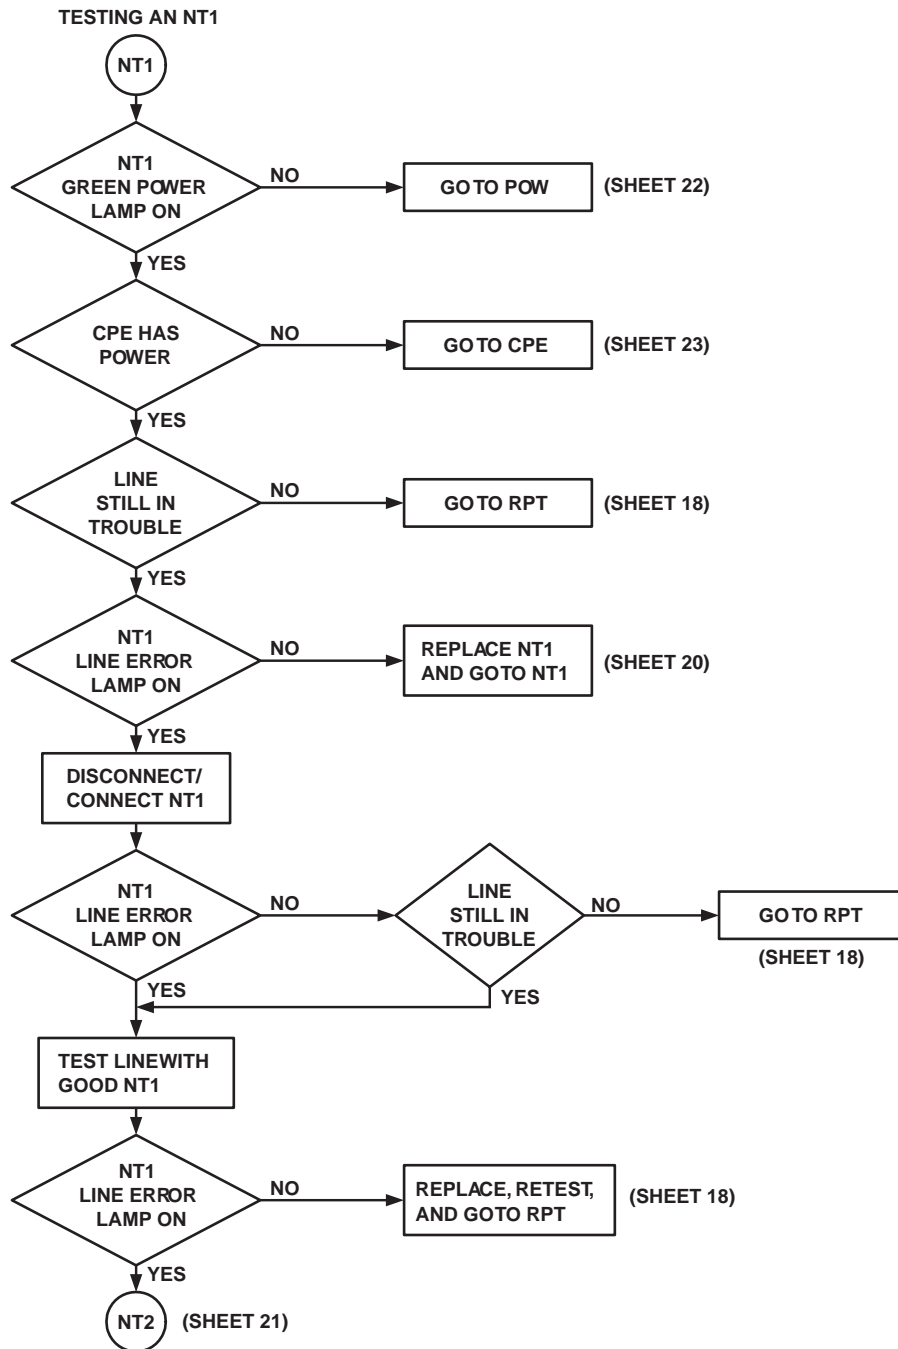 TESTING AN NT1
NT1
NT1
GREEN POWER
LAMP ON
NO
GO TO POW
(SHEET 22)
YES
CPE HAS
POWER
NO
GO TO CPE
(SHEET 23)
YES
LINE
STILL IN
TROUBLE
NO
GO TO RPT
(SHEET 18)
YES
NT1
LINE ERROR
LAMP ON
NO
REPLACE NT1
AND GO TO NT1
(SHEET 20)
YES
DISCONNECT/
CONNECT NT1
NT1
LINE ERROR
LAMP ON
NO
LINE
STILL IN
TROUBLE
NO
GO TO RPT
(SHEET 18)
YES
YES
TEST LINE WITH
GOOD NT1
NT1
LINE ERROR
LAMP ON
NO
REPLACE, RETEST,
AND GO TO RPT
(SHEET 18)
YES
NT2
(SHEET 21)